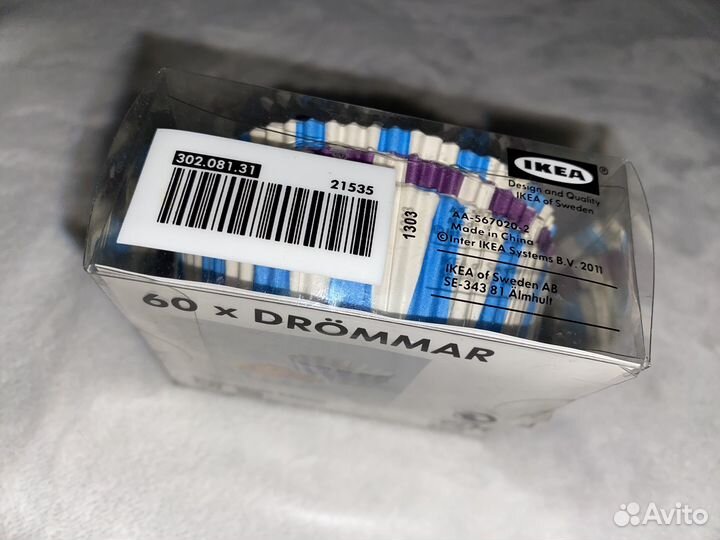 302.081.31
21535
1303
IKEA®
Design and Quality
IKEA of Sweden
AA-567020-2
Made in China
© Inter IKEA Systems B.V. 2011
IKEA of Sweden AB
SE-343 81 Älmhult
60 x DRÖMMAR
Avito